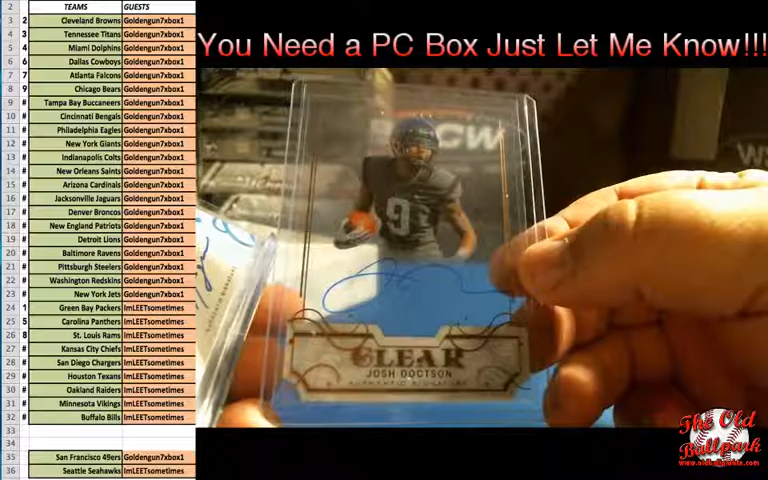 2 TEAMS GUESTS
3 2 Cleveland Browns Goldengun7xbox1
4 3 Tennessee Titans Goldengun7xbox1
5 4 Miami Dolphins Goldengun7xbox1
6 6 Dallas Cowboys Goldengun7xbox1
7 7 Atlanta Falcons Goldengun7xbox1
8 9 Chicago Bears Goldengun7xbox1
9 # Tampa Bay Buccaneers Goldengun7xbox1
10 # Cincinnati Bengals Goldengun7xbox1
11 # Philadelphia Eagles Goldengun7xbox1
12 # New York Giants Goldengun7xbox1
13 # Indianapolis Colts Goldengun7xbox1
14 # New Orleans Saints Goldengun7xbox1
15 # Arizona Cardinals Goldengun7xbox1
16 # Jacksonville Jaguars Goldengun7xbox1
17 # Denver Broncos Goldengun7xbox1
18 # New England Patriots Goldengun7xbox1
19 # Detroit Lions Goldengun7xbox1
20 # Baltimore Ravens Goldengun7xbox1
21 # Pittsburgh Steelers Goldengun7xbox1
22 # Washington Redskins Goldengun7xbox1
23 # New York Jets Goldengun7xbox1
24 1 Green Bay Packers ImLEETsometimes
25 5 Carolina Panthers ImLEETsometimes
26 8 St. Louis Rams ImLEETsometimes
27 # Kansas City Chiefs ImLEETsometimes
28 # San Diego Chargers ImLEETsometimes
29 # Houston Texans ImLEETsometimes
30 # Oakland Raiders ImLEETsometimes
31 # Minnesota Vikings ImLEETsometimes
32 # Buffalo Bills ImLEETsometimes
33
34
35 San Francisco 49ers Goldengun7xbox1
36 Seattle Seahawks ImLEETsometimes
You Need a PC Box Just Let Me Know!!!
9
CLEAR
JOSH DOCTSON
AUTHENTIC SIGNATURE
The Old
Ballpark